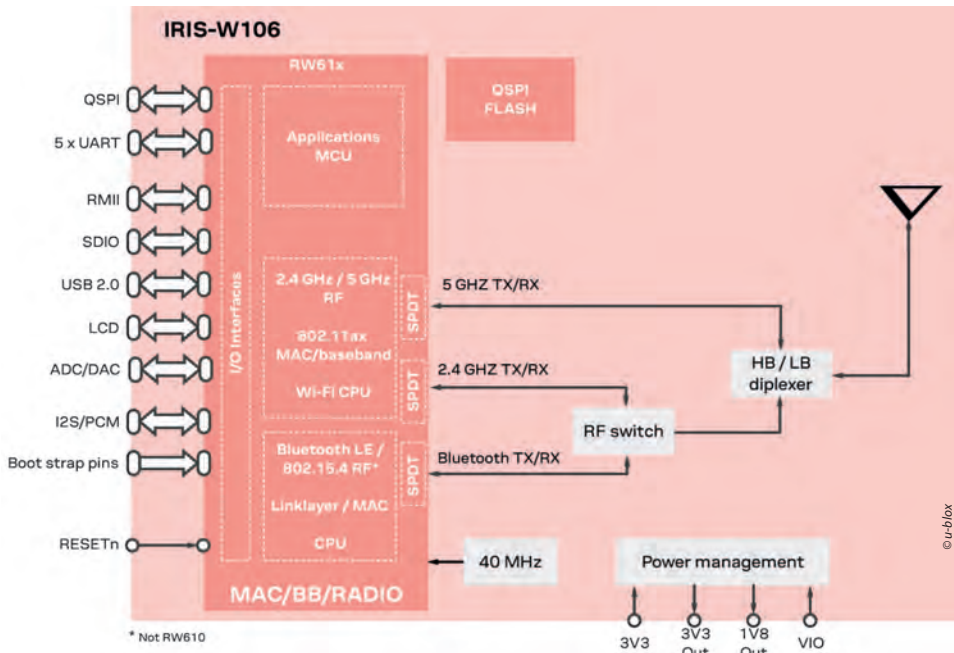 IRIS-W106
RW61x
QSPI
FLASH
QSPI
5 x UART
RMII
SDIO
USB 2.0
LCD
ADC/DAC
I2S/PCM
Boot strap pins
RESETn
I/O Interfaces
Applications
MCU
2.4 GHz / 5 GHz
RF
802.11ax
MAC/baseband
Wi-Fi CPU
Bluetooth LE /
802.15.4 RF*
Linklayer / MAC
CPU
SPDT
SPDT
SPDT
MAC/BB/RADIO
5 GHZ TX/RX
2.4 GHZ TX/RX
Bluetooth TX/RX
RF switch
HB / LB
diplexer
40 MHz
Power management
3V3
3V3
Out
1V8
Out
VIO
* Not RW610
© u-blox